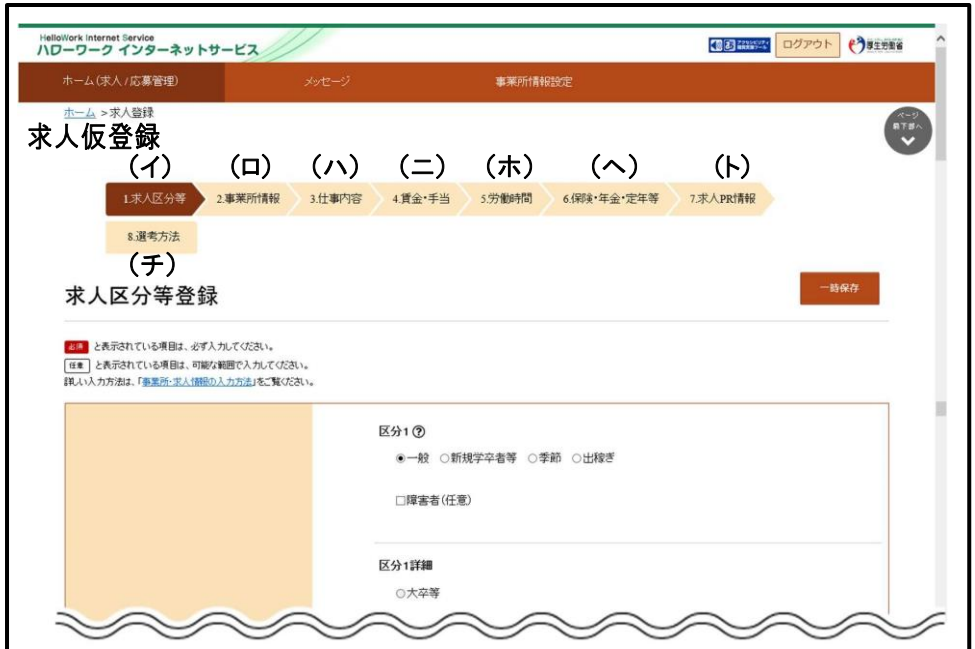 HelloWork Internet Service
ハローワーク インターネットサービス
ログアウト
厚生労働省
ホーム(求人/応募管理)
メッセージ
事業所情報設定
ホーム >求人登録
ページ
最下部へ
求人仮登録
(イ) (ロ) (ハ) (ニ) (ホ) (ヘ) (ト)
1.求人区分等 2.事業所情報 3.仕事内容 4.賃金・手当 5.労働時間 6.保険・年金・定年等 7.求人PR情報
8.選考方法
(チ)
求人区分等登録
一時保存
必須 と表示されている項目は、必ず入力してください。
任意 と表示されている項目は、可能な範囲で入力してください。
詳しい入力方法は、「事業所・求人情報の入力方法」をご覧ください。
区分1 ?
◉一般 ○新規学卒者等 ○季節 ○出稼ぎ
□障害者(任意)
区分1詳細
○大卒等